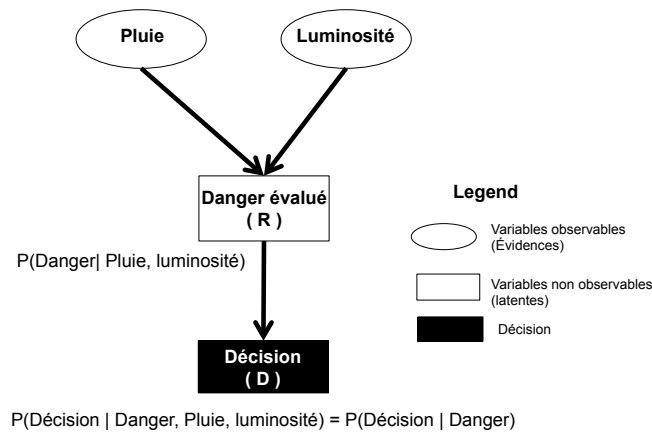 Pluie
Luminosité
Danger évalué
( R )
P(Danger| Pluie, luminosité)
Décision
( D )
P(Décision | Danger, Pluie, luminosité) = P(Décision | Danger)
Legend
Variables observables
(Évidences)
Variables non observables
(latentes)
Décision